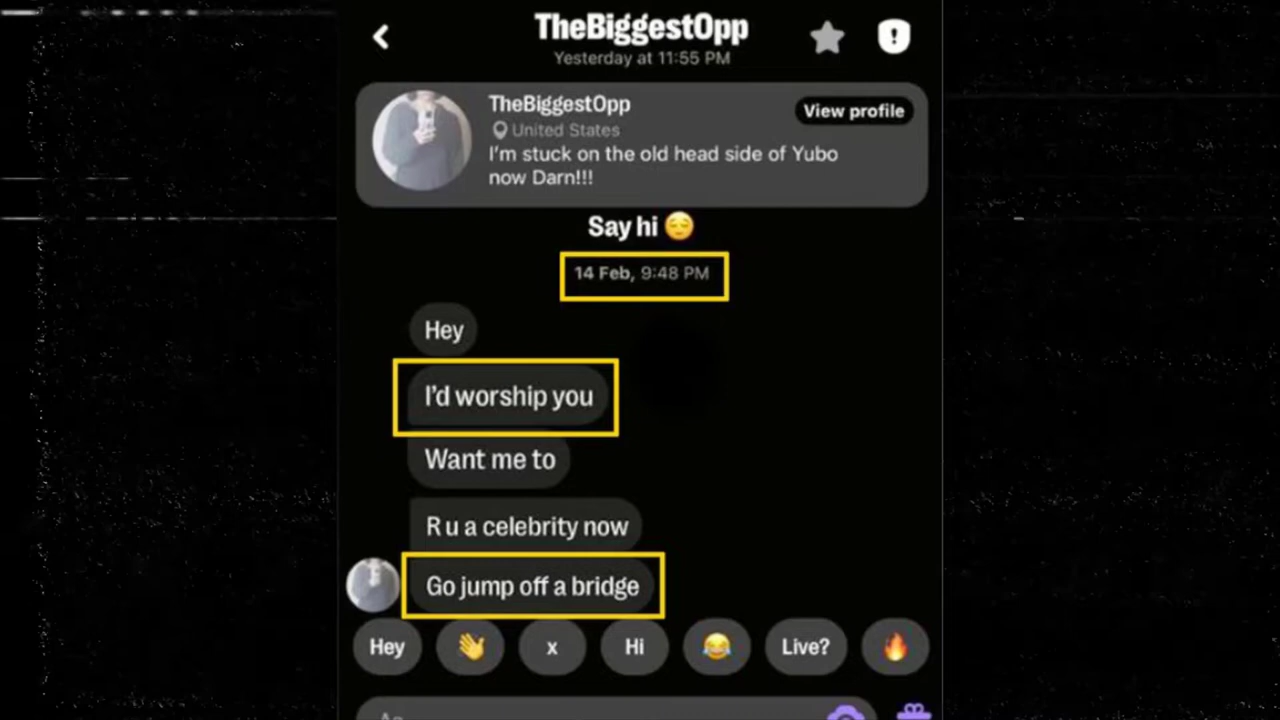 TheBiggestOpp
Yesterday at 11:55 PM
TheBiggestOpp
United States
View profile
I'm stuck on the old head side of Yubo
now Darn!!!
Say hi 😌
14 Feb, 9:48 PM
Hey
I'd worship you
Want me to
R u a celebrity now
Go jump off a bridge
Hey
👋
x
Hi
😂
Live?
🔥